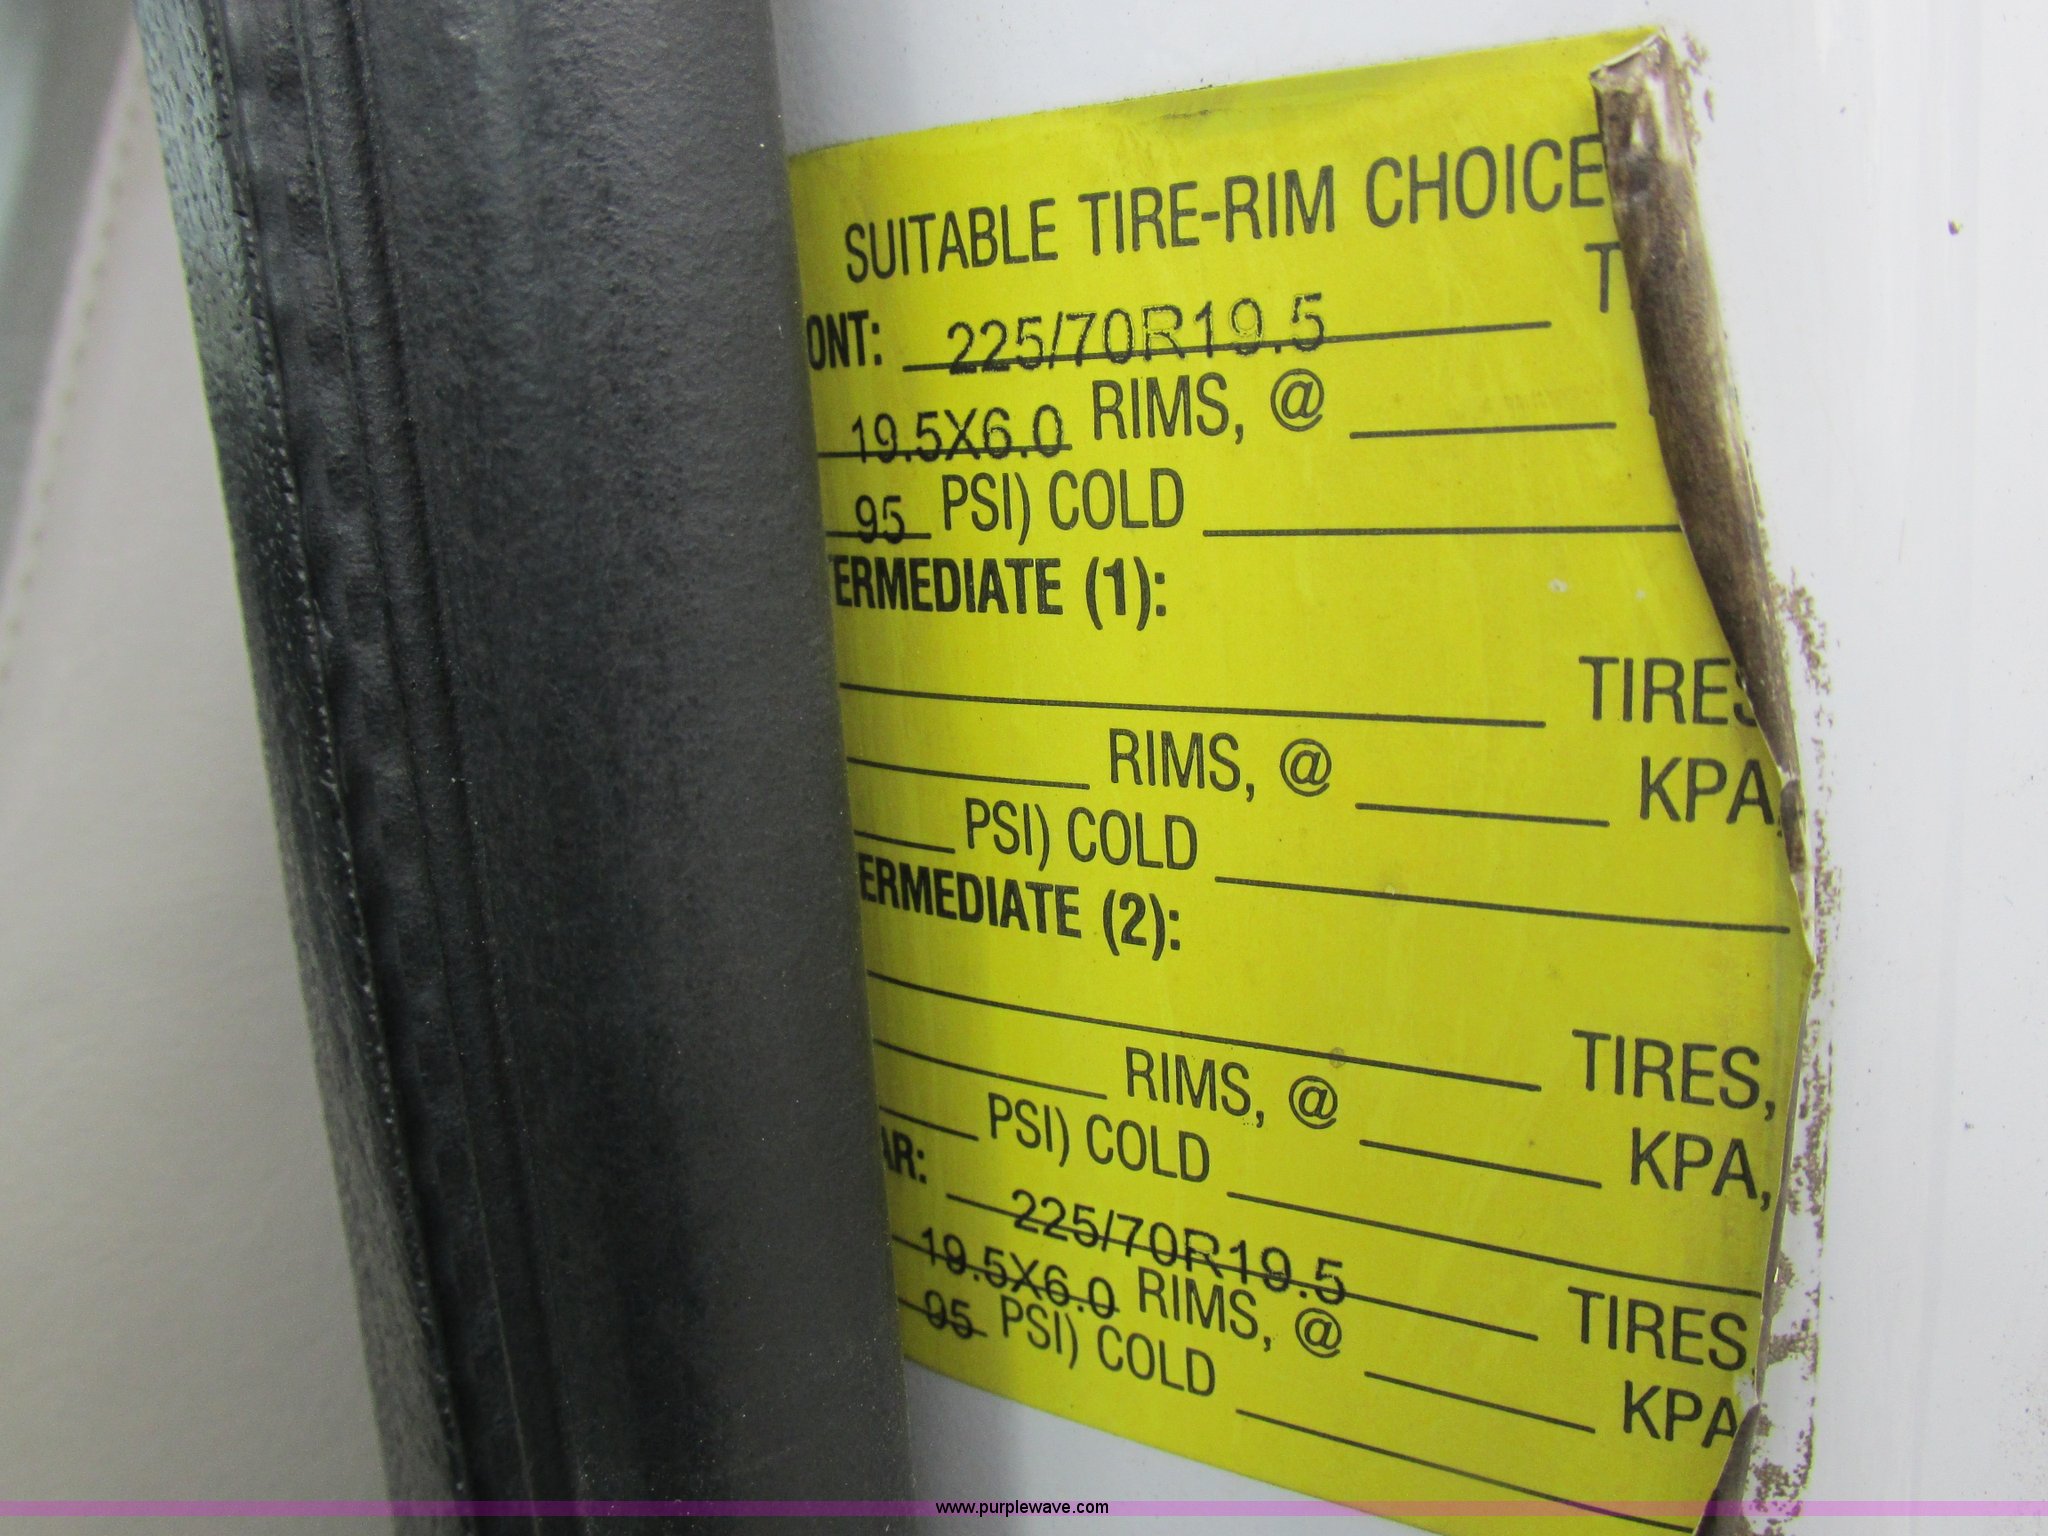 SUITABLE TIRE-RIM CHOICE
T
ONT: 225/70R19.5
19.5X6.0 RIMS, @
95 PSI) COLD
TERMEDIATE (1):
TIRES
RIMS, @ KPA,
PSI) COLD
ERMEDIATE (2):
TIRES,
RIMS, @ KPA,
PSI) COLD
AR: 225/70R19.5 TIRES,
19.5X6.0 RIMS, @ KPA
95 PSI) COLD
www.purplewave.com